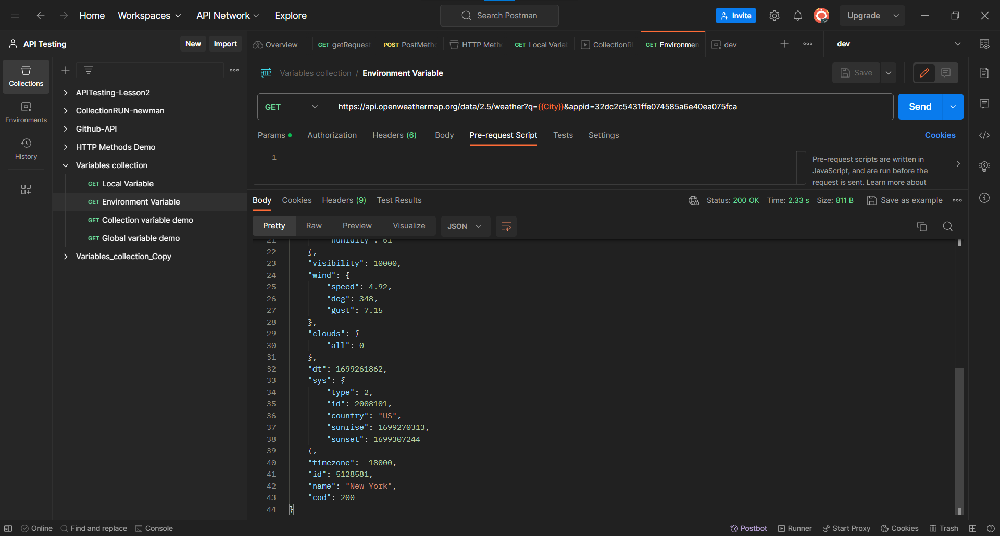 Home Workspaces API Network Explore Search Postman Invite Upgrade
API Testing New Import
Overview GET getRequest POST PostMetho HTTP Meth GET Local Varia CollectionR GET Environmen dev dev
Collections
Environments
History
APITesting-Lesson2
CollectionRUN-newman
Github-API
HTTP Methods Demo
Variables collection
GET Local Variable
GET Environment Variable
GET Collection variable demo
GET Global variable demo
Variables_collection_Copy
HTTP Variables collection / Environment Variable Save
GET https://api.openweathermap.org/data/2.5/weather?q={{City}}&appid=32dc2c5431ffe074585a6e40ea075fca Send
Params Authorization Headers (6) Body Pre-request Script Tests Settings Cookies
1
Pre-request scripts are written in
JavaScript, and are run before the
request is sent. Learn more about
Body Cookies Headers (9) Test Results Status: 200 OK Time: 2.33 s Size: 811 B Save as example
Pretty Raw Preview Visualize JSON
21 "humidity": 61
22 },
23 "visibility": 10000,
24 "wind": {
25 "speed": 4.92,
26 "deg": 348,
27 "gust": 7.15
28 },
29 "clouds": {
30 "all": 0
31 },
32 "dt": 1699261862,
33 "sys": {
34 "type": 2,
35 "id": 2008101,
36 "country": "US",
37 "sunrise": 1699270313,
38 "sunset": 1699307244
39 },
40 "timezone": -18000,
41 "id": 5128581,
42 "name": "New York",
43 "cod": 200
44 }
Online Find and replace Console Postbot Runner Start Proxy Cookies Trash